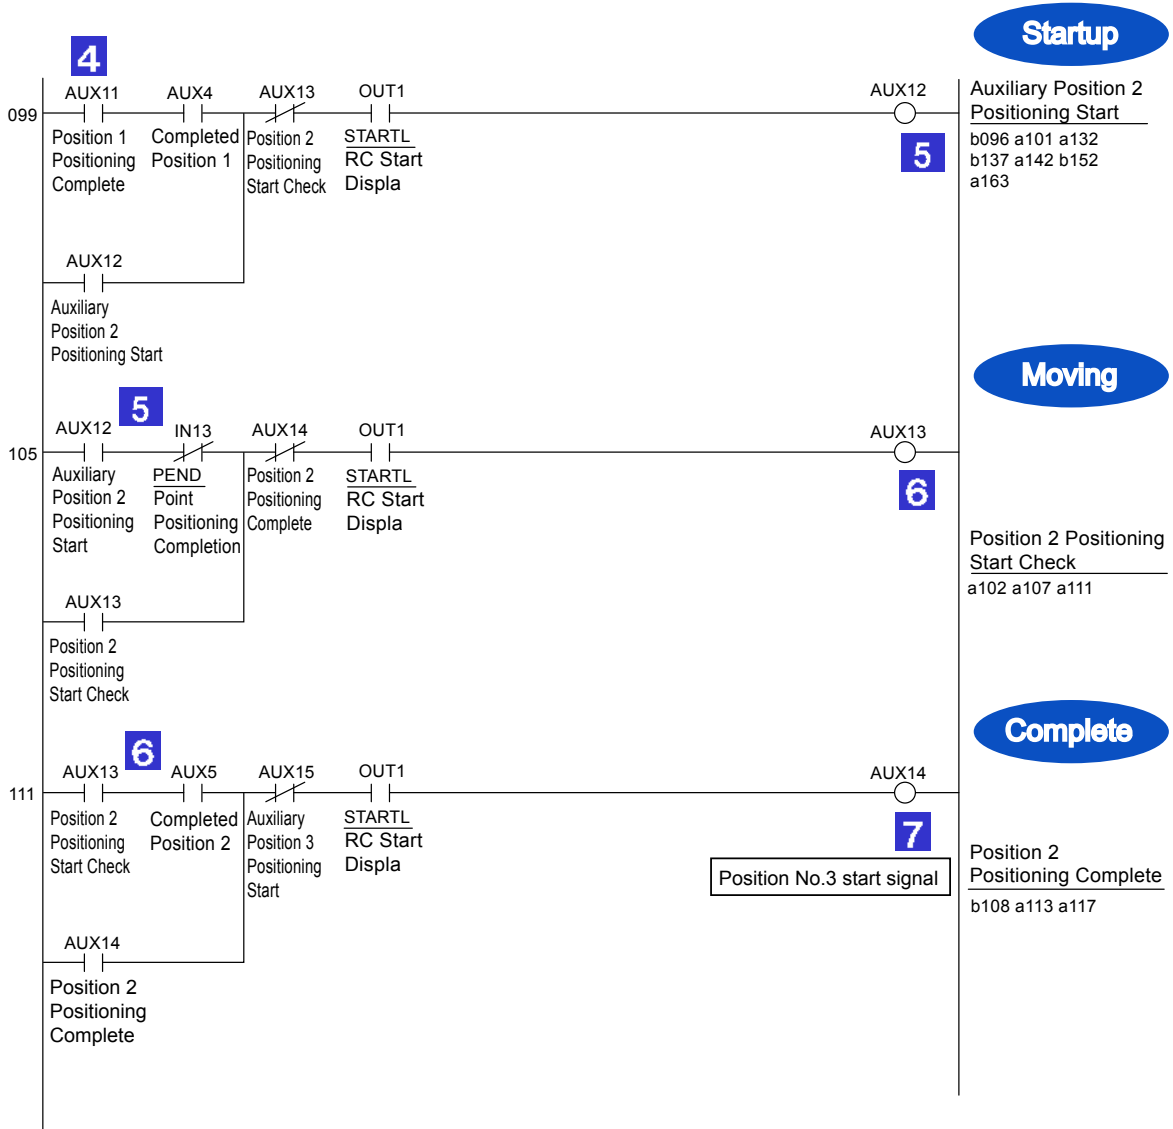 Startup
4
AUX11 AUX4 AUX13 OUT1 AUX12
099
Position 1
Positioning
Complete
Completed
Position 1
Position 2
Positioning
Start Check
STARTL
RC Start
Displa
5
Auxiliary Position 2
Positioning Start
b096 a101 a132
b137 a142 b152
a163
AUX12
Auxiliary
Position 2
Positioning Start
Moving
5
AUX12 IN13 AUX14 OUT1 AUX13
105
Auxiliary
Position 2
Positioning
Start
PEND
Point
Positioning
Completion
Position 2
Positioning
Complete
STARTL
RC Start
Displa
6
Position 2 Positioning
Start Check
a102 a107 a111
AUX13
Position 2
Positioning
Start Check
Complete
6
AUX13 AUX5 AUX15 OUT1 AUX14
111
Position 2
Positioning
Start Check
Completed
Position 2
Auxiliary
Position 3
Positioning
Start
STARTL
RC Start
Displa
7
Position No.3 start signal
Position 2
Positioning Complete
b108 a113 a117
AUX14
Position 2
Positioning
Complete